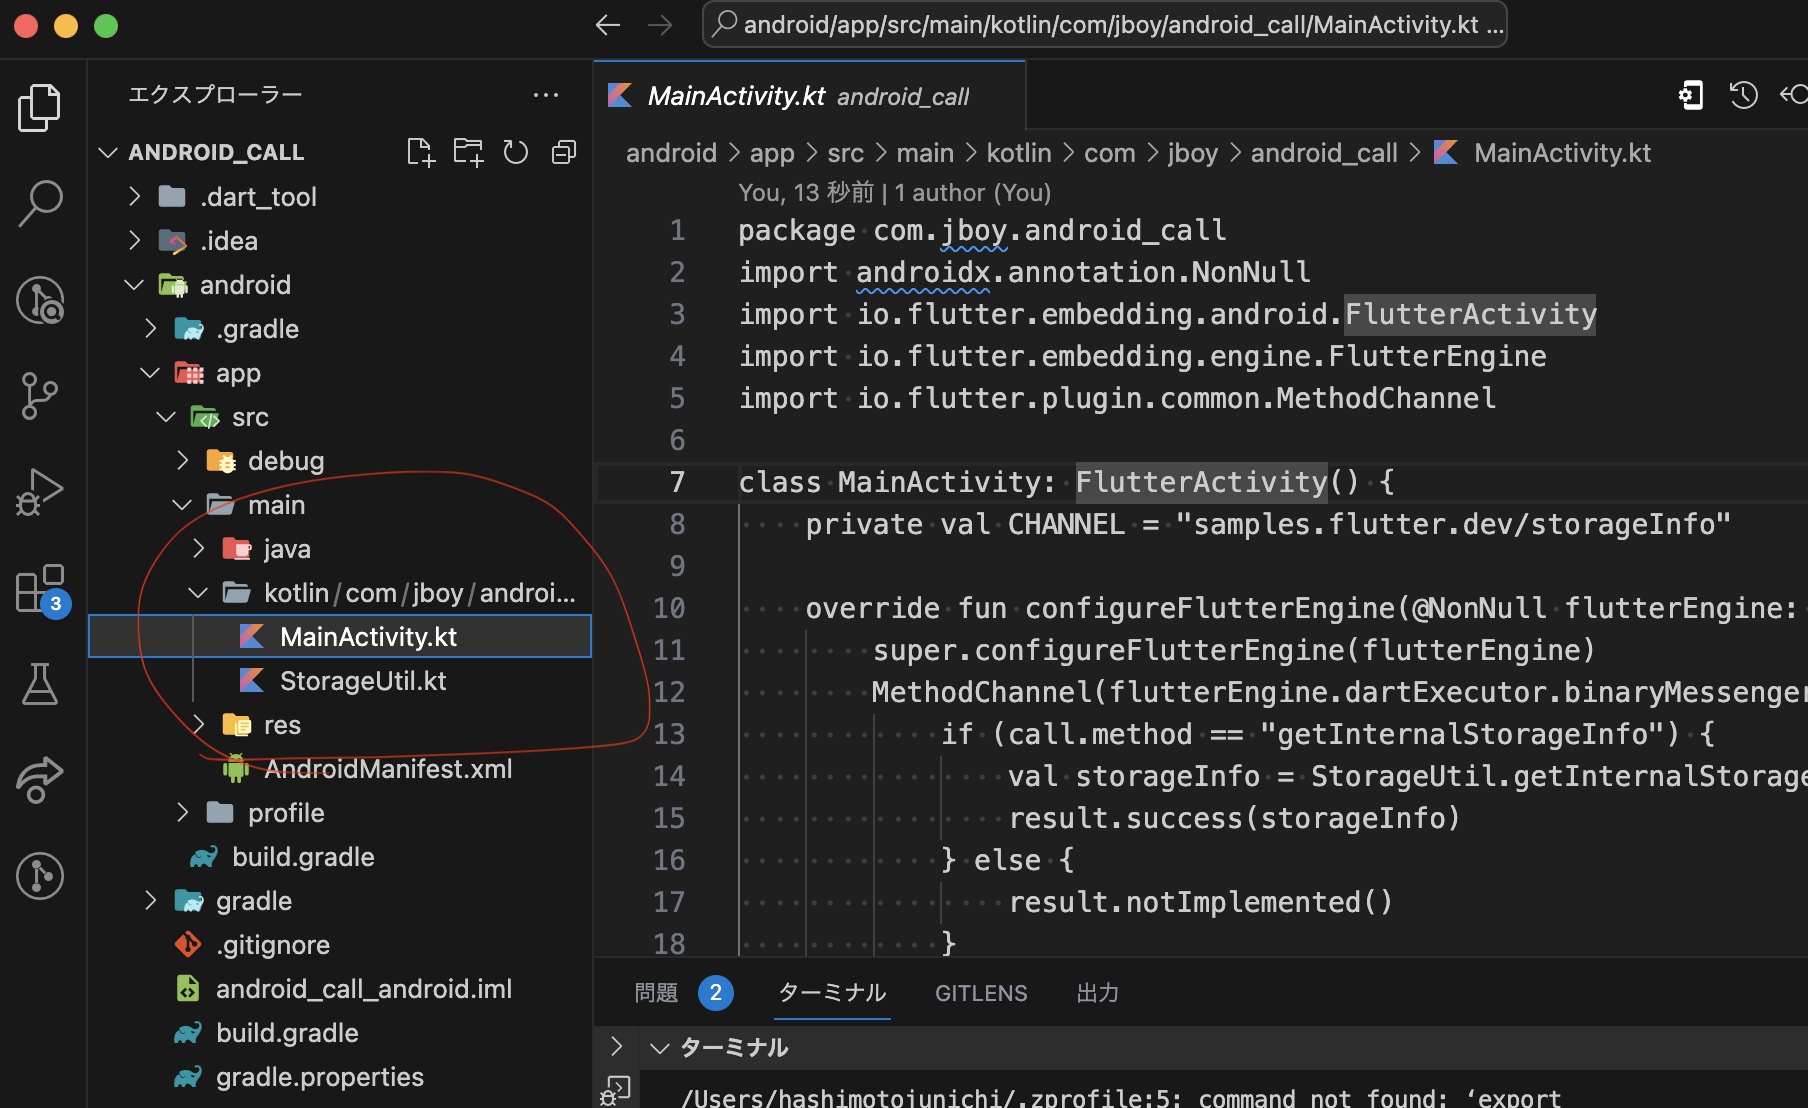 android/app/src/main/kotlin/com/jboy/android_call/MainActivity.kt ...
エクスプローラー
ANDROID_CALL
.dart_tool
.idea
android
.gradle
app
src
debug
main
java
kotlin/com/jboy/androi...
MainActivity.kt
StorageUtil.kt
res
AndroidManifest.xml
profile
build.gradle
gradle
.gitignore
android_call_android.iml
build.gradle
gradle.properties
3
MainActivity.kt android_call
android > app > src > main > kotlin > com > jboy > android_call > MainActivity.kt
You, 13 秒前 | 1 author (You)
1 package com.jboy.android_call
2 import androidx.annotation.NonNull
3 import io.flutter.embedding.android.FlutterActivity
4 import io.flutter.embedding.engine.FlutterEngine
5 import io.flutter.plugin.common.MethodChannel
6
7 class MainActivity: FlutterActivity() {
8 private val CHANNEL = "samples.flutter.dev/storageInfo"
9
10 override fun configureFlutterEngine(@NonNull flutterEngine:
11 super.configureFlutterEngine(flutterEngine)
12 MethodChannel(flutterEngine.dartExecutor.binaryMessenger
13 if (call.method == "getInternalStorageInfo") {
14 val storageInfo = StorageUtil.getInternalStorage
15 result.success(storageInfo)
16 } else {
17 result.notImplemented()
18 }
問題 2 ターミナル GITLENS 出力
ターミナル
/Users/hashimotojunichi/.zprofile:5: command not found: ‘export